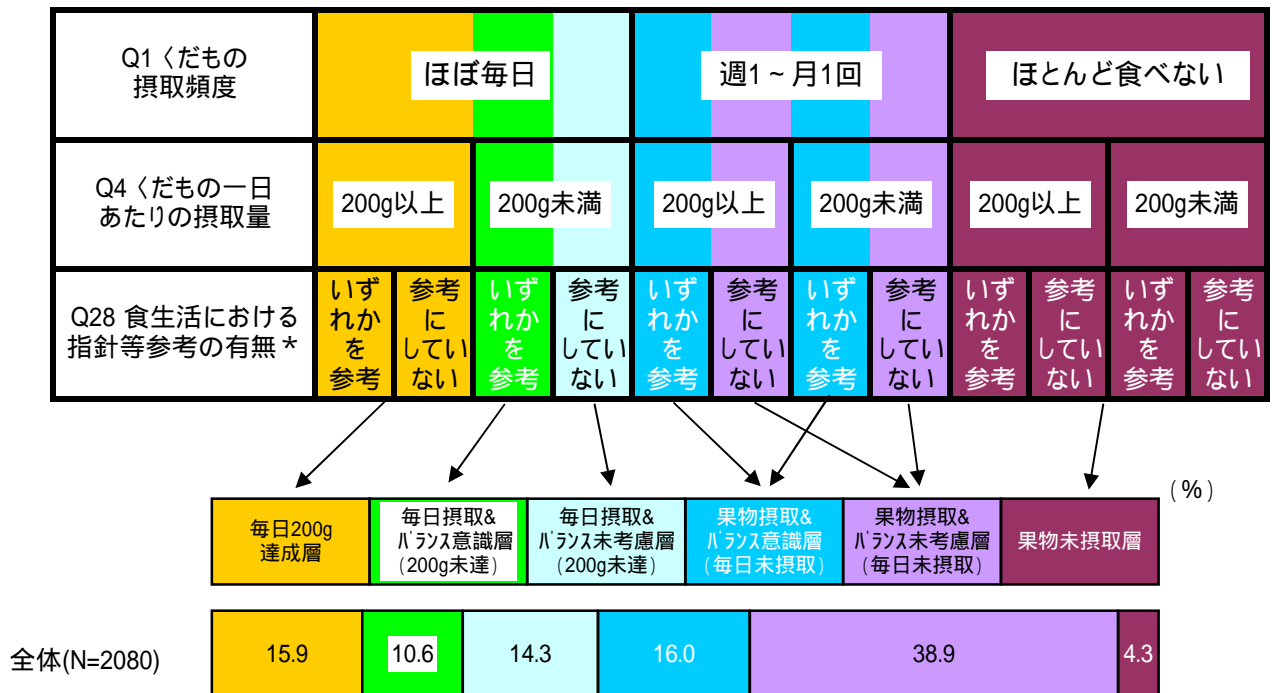 Q1 くだもの
摂取頻度
ほぼ毎日
週1~月1回
ほとんど食べない
Q4 くだもの一日
あたりの摂取量
200g以上
200g未満
200g以上
200g未満
200g以上
200g未満
Q28 食生活における
指針等参考の有無*
いず
れか
を
参考
参考
に
してい
ない
いず
れか
を
参考
参考
に
してい
ない
いず
れか
を
参考
参考
に
してい
ない
いず
れか
を
参考
参考
に
してい
ない
いず
れか
を
参考
参考
に
してい
ない
いず
れか
を
参考
参考
に
してい
ない
(%)
毎日200g
達成層
毎日摂取&
バランス意識層
(200g未達)
毎日摂取&
バランス未考慮層
(200g未達)
果物摂取&
バランス意識層
(毎日未摂取)
果物摂取&
バランス未考慮層
(毎日未摂取)
果物未摂取層
全体(N=2080)
15.9
10.6
14.3
16.0
38.9
4.3